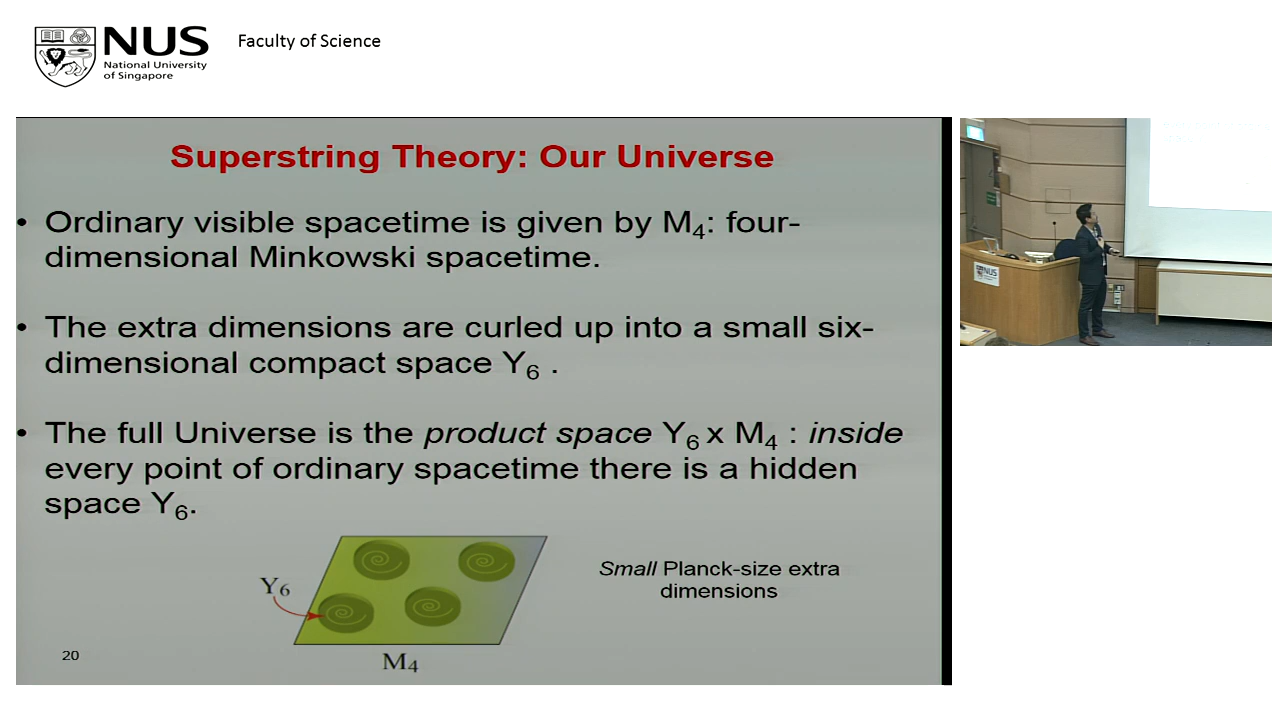 NUS
National University
of Singapore
Faculty of Science
Superstring Theory: Our Universe
• Ordinary visible spacetime is given by M₄: four-
dimensional Minkowski spacetime.
• The extra dimensions are curled up into a small six-
dimensional compact space Y₆ .
• The full Universe is the product space Y₆ x M₄ : inside
every point of ordinary spacetime there is a hidden
space Y₆.
Y₆
M₄
Small Planck-size extra
dimensions
20
NUS